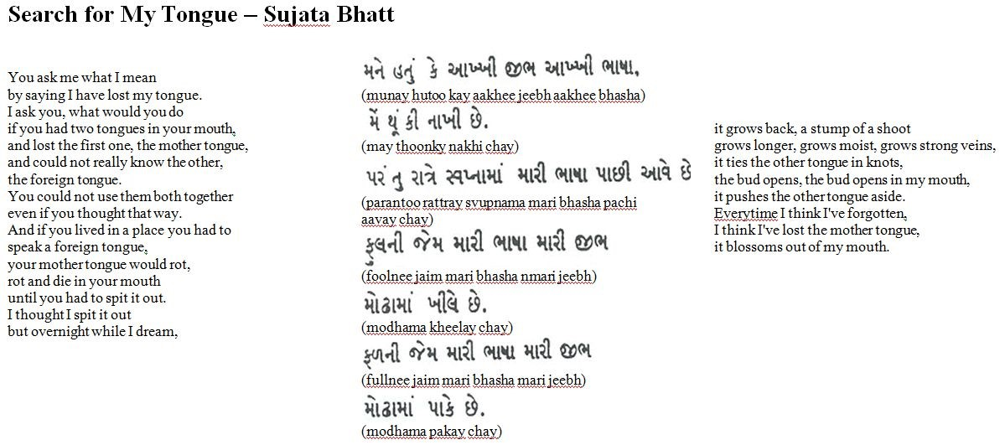 Search for My Tongue – Sujata Bhatt
You ask me what I mean
by saying I have lost my tongue.
I ask you, what would you do
if you had two tongues in your mouth,
and lost the first one, the mother tongue,
and could not really know the other,
the foreign tongue.
You could not use them both together
even if you thought that way.
And if you lived in a place you had to
speak a foreign tongue,
your mother tongue would rot,
rot and die in your mouth
until you had to spit it out.
I thought I spit it out
but overnight while I dream,
મને હતું કે આખ્ખી જીભ આખ્ખી ભાષા,
(munay hutoo kay aakhee jeebh aakhee bhasha)
મેં થૂંકી નાખી છે.
(may thoonky nakhi chay)
પરંતુ રાત્રે સ્વપ્નામાં મારી ભાષા પાછી આવે છે
(parantoo rattray svupnama mari bhasha pachi
aavay chay)
ફુલની જેમ મારી ભાષા મારી જીભ
(foolnee jaim mari bhasha nmari jeebh)
મોઢામાં ખીલે છે.
(modhama kheelay chay)
ફળની જેમ મારી ભાષા મારી જીભ
(fullnee jaim mari bhasha mari jeebh)
મોઢામાં પાકે છે.
(modhama pakay chay)
it grows back, a stump of a shoot
grows longer, grows moist, grows strong veins,
it ties the other tongue in knots,
the bud opens, the bud opens in my mouth,
it pushes the other tongue aside.
Everytime I think I've forgotten,
I think I've lost the mother tongue,
it blossoms out of my mouth.